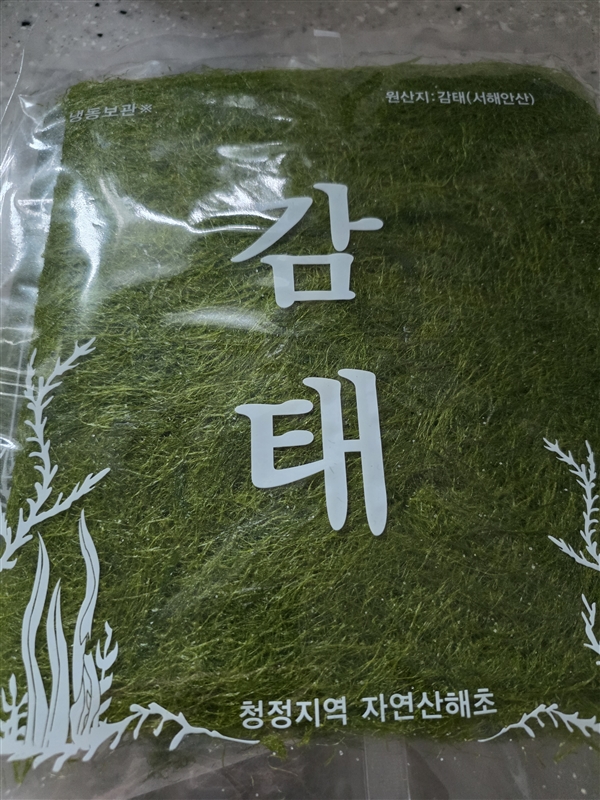 냉동보관※
원산지:감태(서해안산)
감
태
청정지역 자연산해초